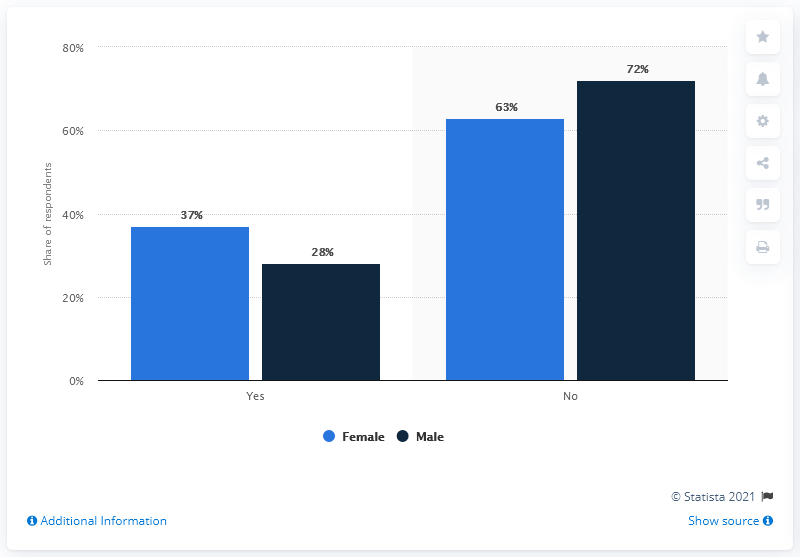 80%
72%
63%
60%
Share of respondents
40%
37%
28%
20%
0%
Yes
No
Female
Male
© Statista 2021
Additional Information
Show source